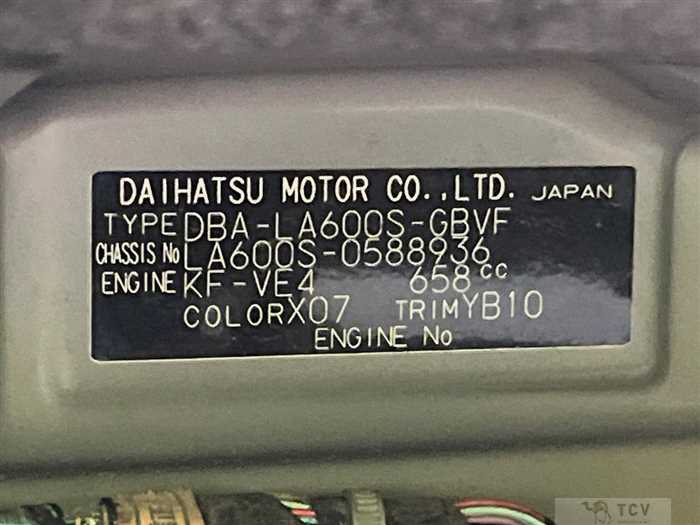 DAIHATSU MOTOR CO.,LTD. JAPAN
TYPE DBA-LA600S-GBVF
CHASSIS No LA600S-0588936
ENGINE KF-VE4 658cc
COLOR X07 TRIM YB10
ENGINE No
TCV